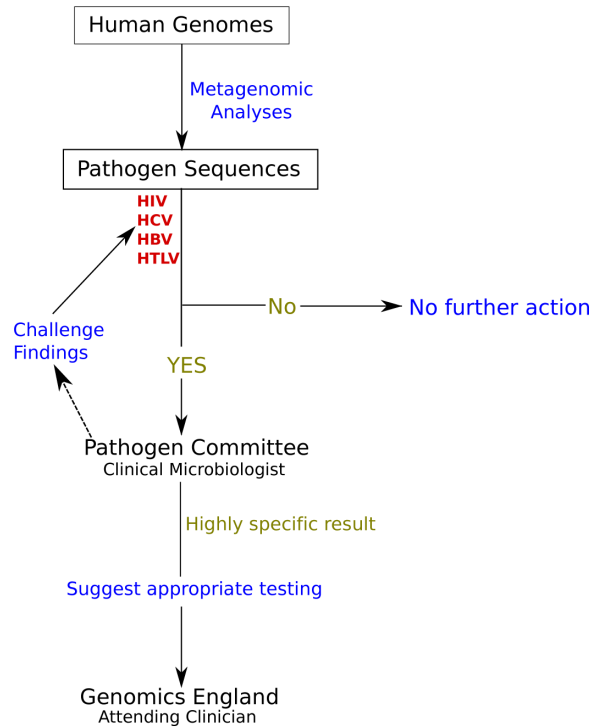 Human Genomes
Metagenomic
Analyses
Pathogen Sequences
HIV
HCV
HBV
HTLV
No
No further action
Challenge
Findings
YES
Pathogen Committee
Clinical Microbiologist
Highly specific result
Suggest appropriate testing
Genomics England
Attending Clinician